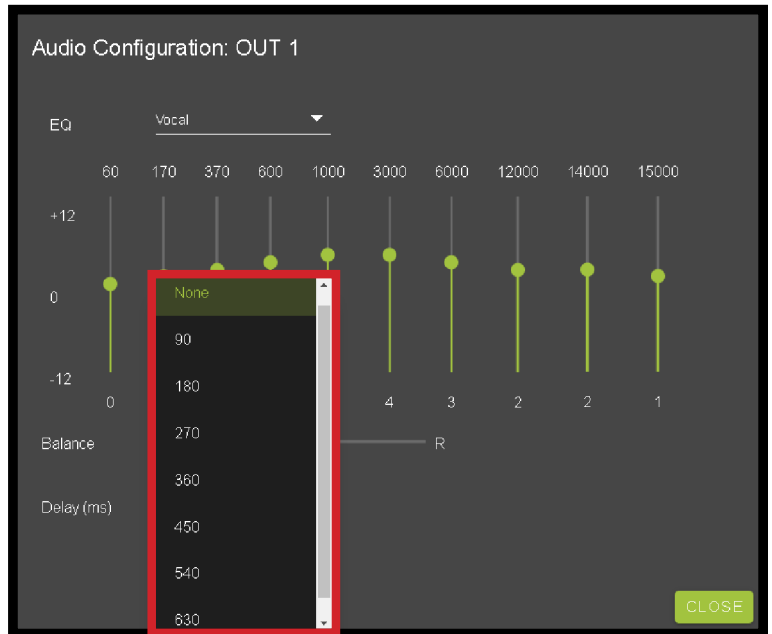 Audio Configuration: OUT 1
EQ Vocal
60 170 370 600 1000 3000 6000 12000 14000 15000
+12
0
-12
0 4 3 2 2 1
Balance R
Delay (ms)
None
90
180
270
360
450
540
630
CLOSE